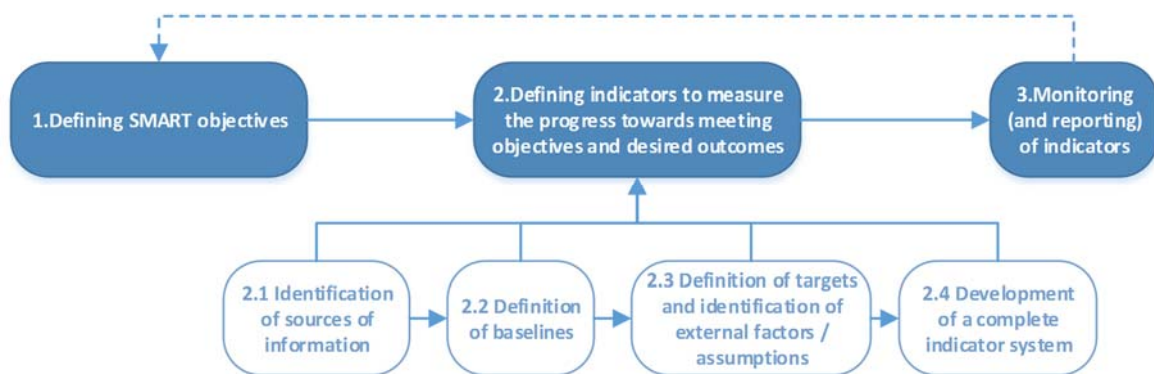 1.Defining SMART objectives
2.Defining indicators to measure
the progress towards meeting
objectives and desired outcomes
3.Monitoring
(and reporting)
of indicators
2.1 Identification
of sources of
information
2.2 Definition
of baselines
2.3 Definition of targets
and identification of
external factors /
assumptions
2.4 Development
of a complete
indicator system